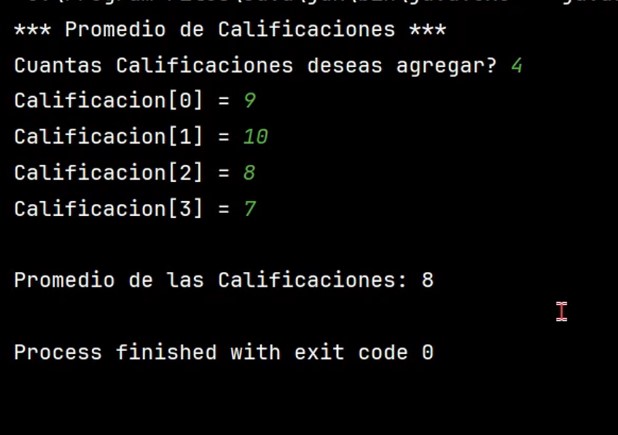 *** Promedio de Calificaciones ***
Cuantas Calificaciones deseas agregar? 4
Calificacion[0] = 9
Calificacion[1] = 10
Calificacion[2] = 8
Calificacion[3] = 7
Promedio de las Calificaciones: 8
Process finished with exit code 0